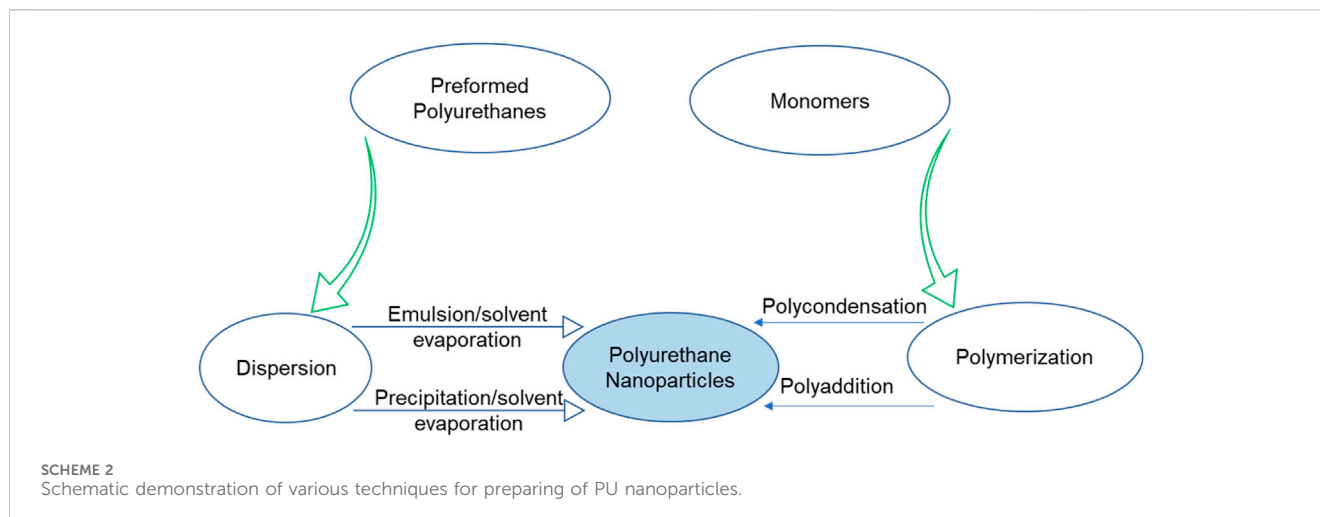 Preformed
Polyurethanes
Monomers
Emulsion/solvent
evaporation
Polycondensation
Dispersion
Polyurethane
Nanoparticles
Polymerization
Precipitation/solvent
evaporation
Polyaddition
SCHEME 2
Schematic demonstration of various techniques for preparing of PU nanoparticles.